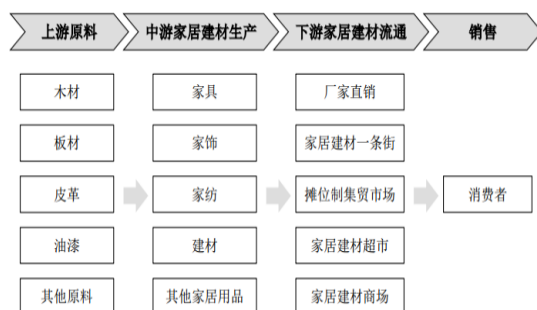 上游原料 中游家居建材生产 下游家居建材流通 销售
木材 家具 厂家直销
板材 家饰 家居建材一条街
皮革 家纺 摊位制集贸市场 消费者
油漆 建材 家居建材超市
其他原料 其他家居用品 家居建材商场